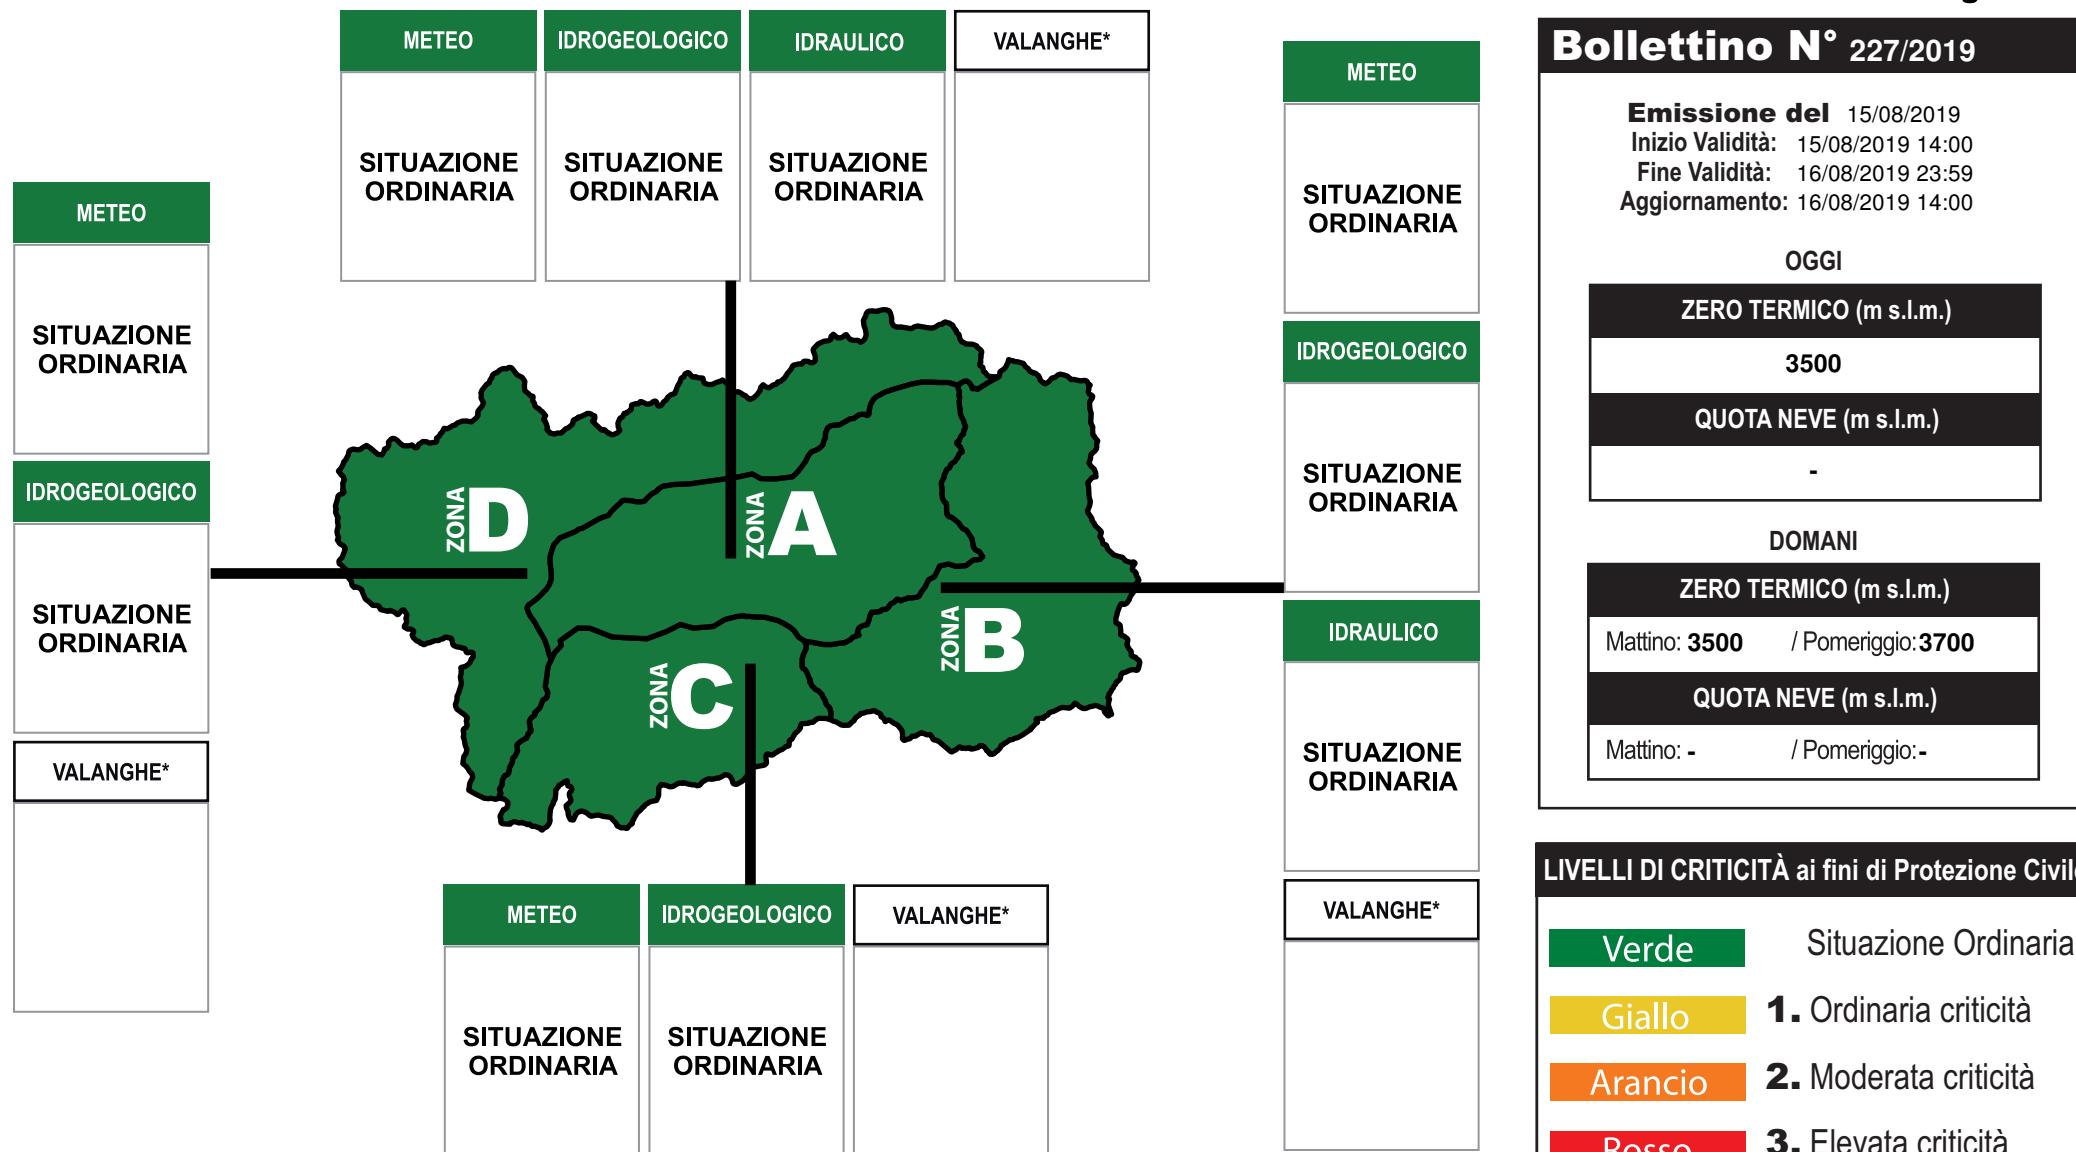 METEO
IDROGEOLOGICO
IDRAULICO
VALANGHE*
SITUAZIONE
ORDINARIA
SITUAZIONE
ORDINARIA
SITUAZIONE
ORDINARIA
METEO
SITUAZIONE
ORDINARIA
IDROGEOLOGICO
SITUAZIONE
ORDINARIA
VALANGHE*
ZONA D
ZONA A
ZONA B
ZONA C
METEO
SITUAZIONE
ORDINARIA
IDROGEOLOGICO
SITUAZIONE
ORDINARIA
IDRAULICO
SITUAZIONE
ORDINARIA
VALANGHE*
METEO
IDROGEOLOGICO
VALANGHE*
SITUAZIONE
ORDINARIA
SITUAZIONE
ORDINARIA
Bollettino N° 227/2019
Emissione del 15/08/2019
Inizio Validità: 15/08/2019 14:00
Fine Validità: 16/08/2019 23:59
Aggiornamento: 16/08/2019 14:00
OGGI
ZERO TERMICO (m s.l.m.)
3500
QUOTA NEVE (m s.l.m.)
-
DOMANI
ZERO TERMICO (m s.l.m.)
Mattino: 3500 / Pomeriggio: 3700
QUOTA NEVE (m s.l.m.)
Mattino: - / Pomeriggio: -
LIVELLI DI CRITICITÀ ai fini di Protezione Civile
Verde Situazione Ordinaria
Giallo 1. Ordinaria criticità
Arancio 2. Moderata criticità
Rosso 3. Elevata criticità